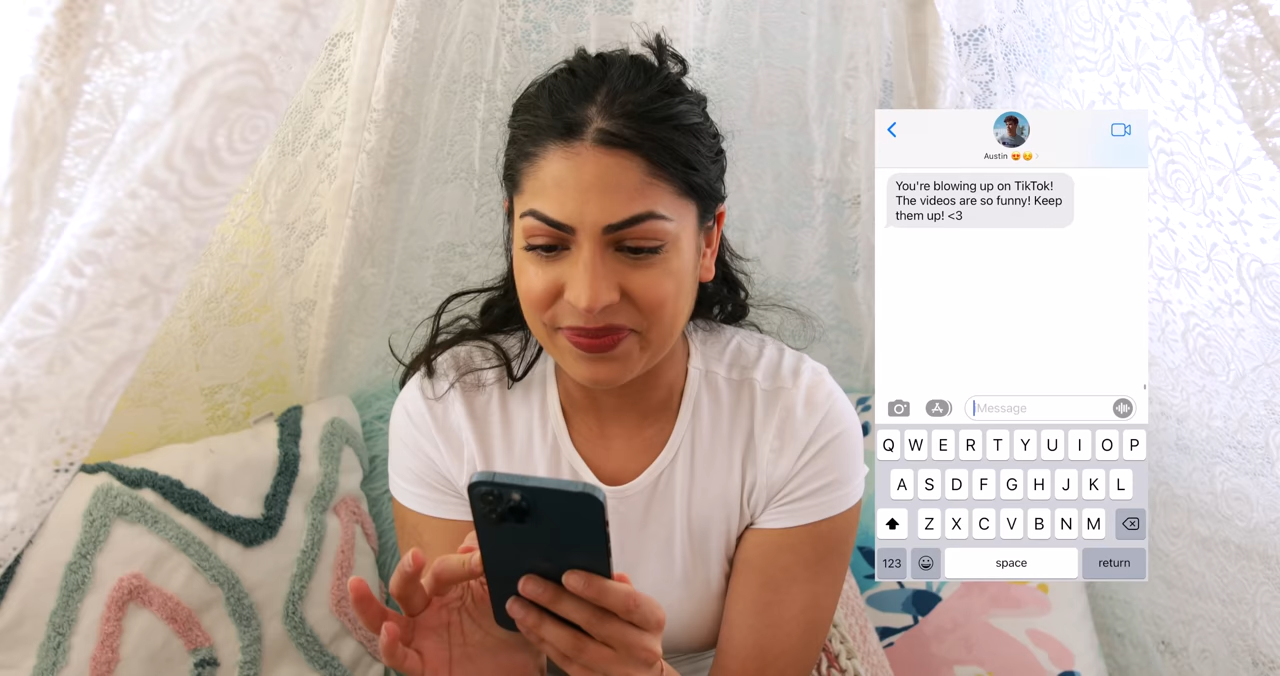 Austin 😍☺️ >
You're blowing up on TikTok!
The videos are so funny! Keep
them up! <3
Message
Q W E R T Y U I O P
A S D F G H J K L
Z X C V B N M
123 space return